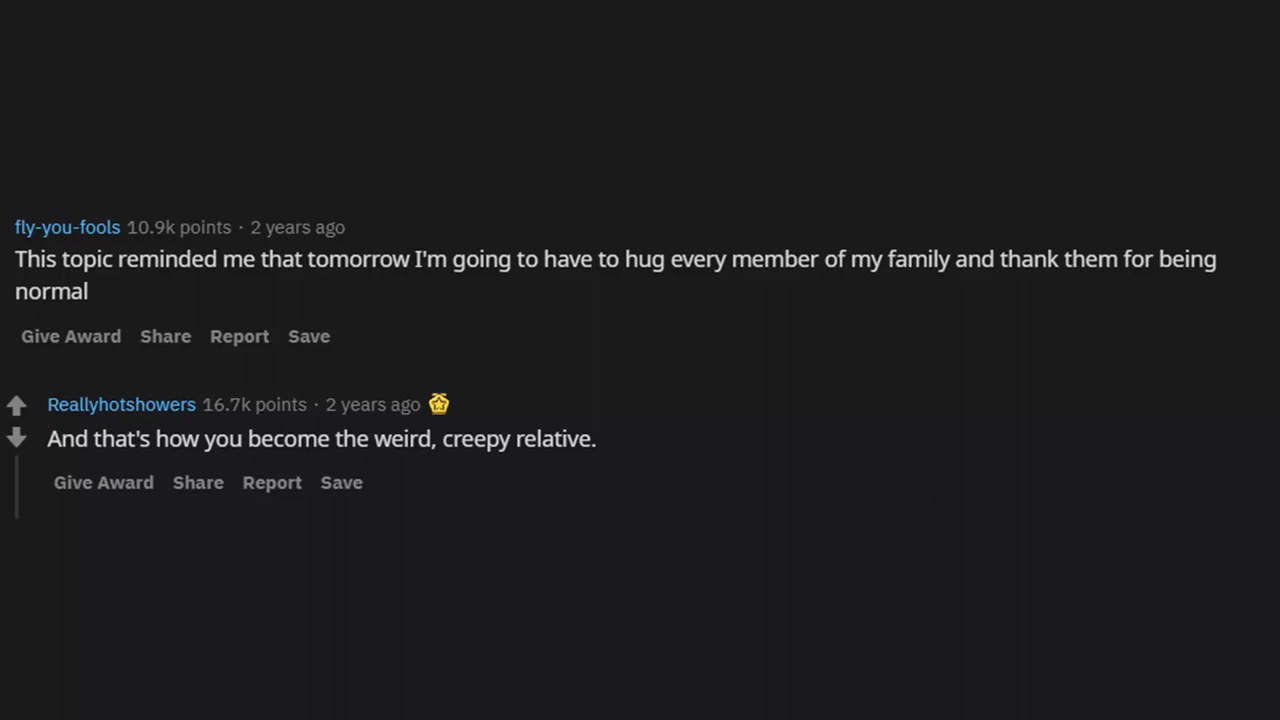 fly-you-fools 10.9k points · 2 years ago
This topic reminded me that tomorrow I'm going to have to hug every member of my family and thank them for being
normal
Give Award Share Report Save
Reallyhotshowers 16.7k points · 2 years ago
And that's how you become the weird, creepy relative.
Give Award Share Report Save